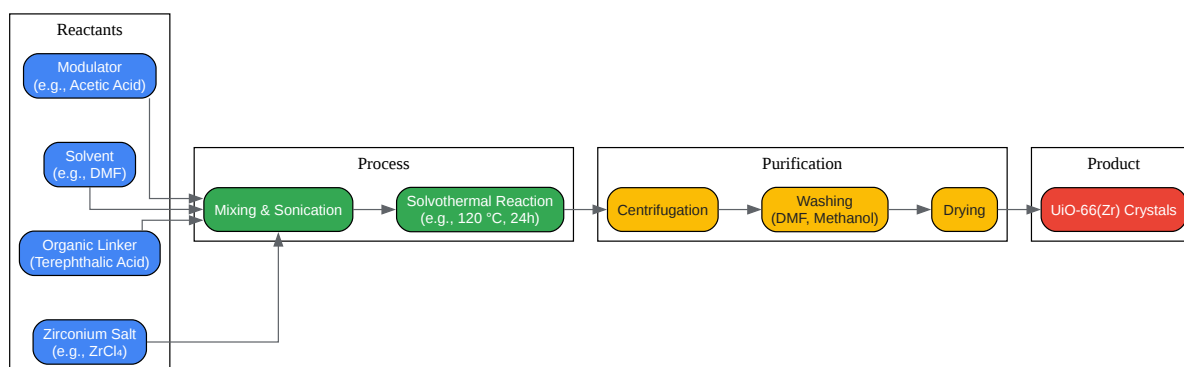 Reactants
Modulator
(e.g., Acetic Acid)
Solvent
(e.g., DMF)
Organic Linker
(Terephthalic Acid)
Zirconium Salt
(e.g., ZrCl₄)
Process
Mixing & Sonication
Solvothermal Reaction
(e.g., 120 °C, 24h)
Purification
Centrifugation
Washing
(DMF, Methanol)
Drying
Product
UiO-66(Zr) Crystals